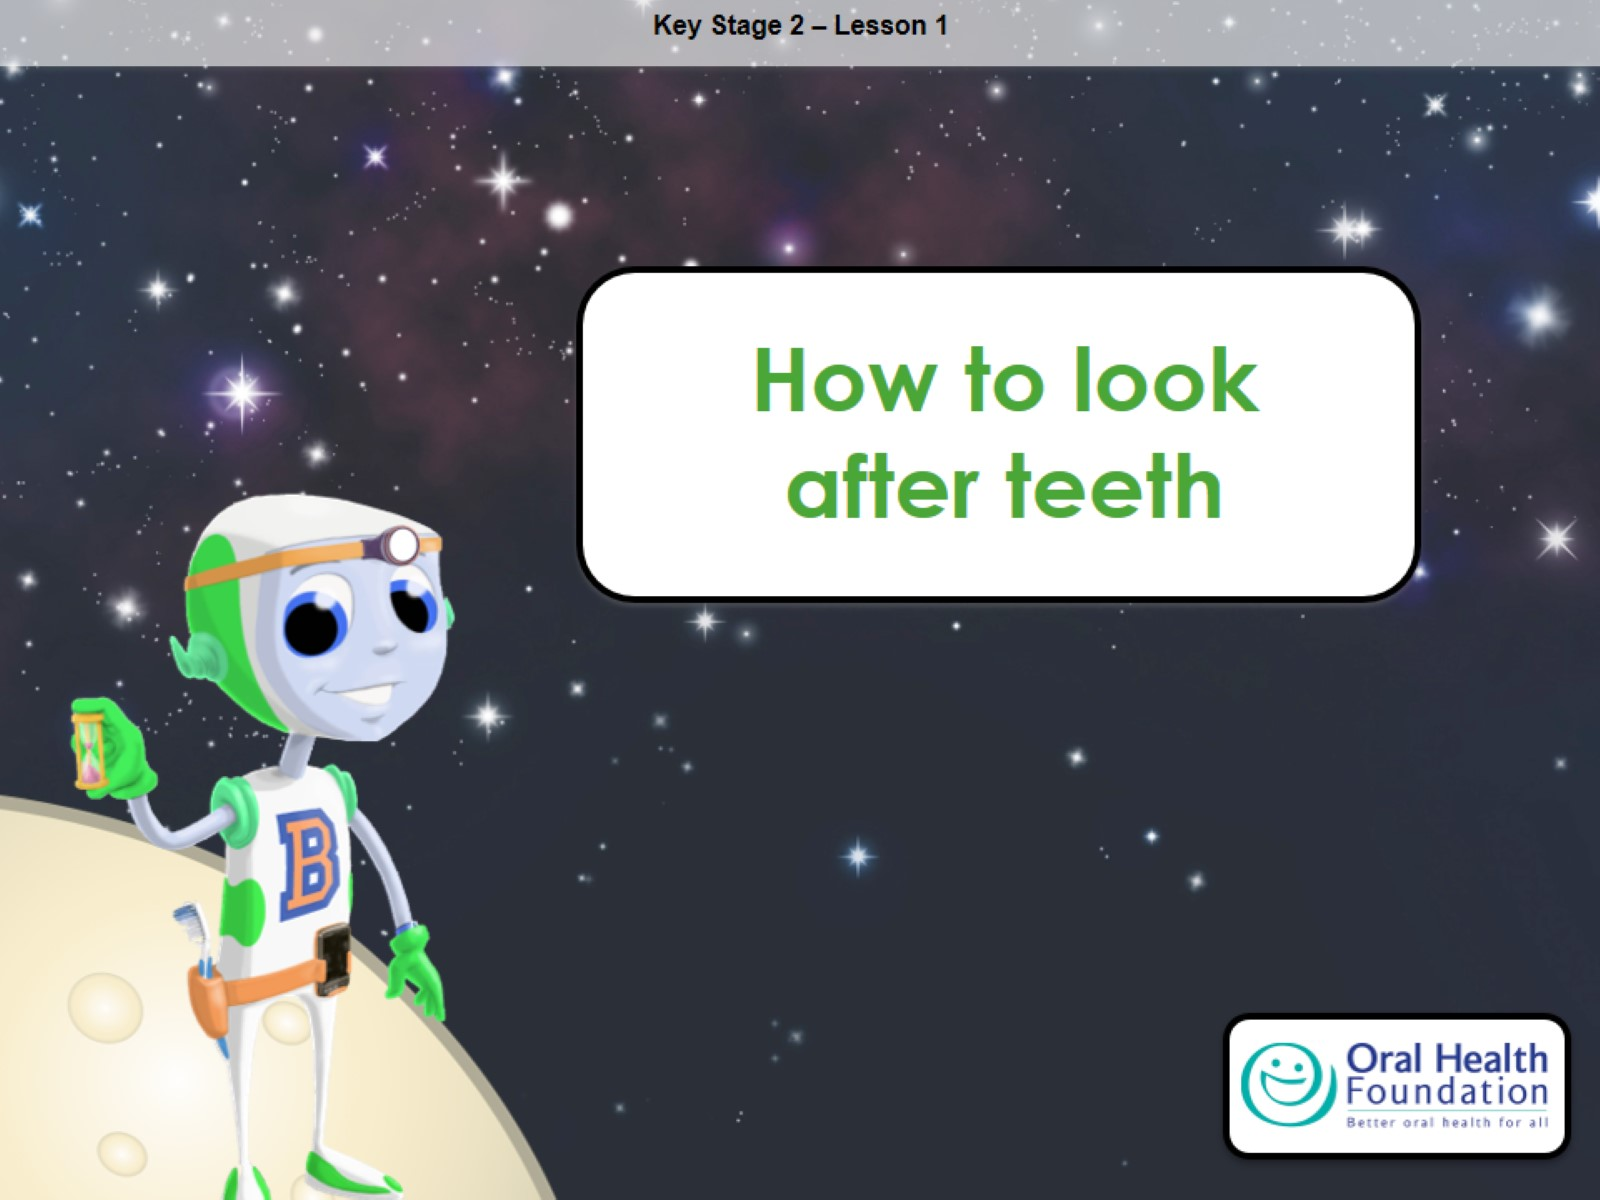 Key Stage 2 – Lesson 1
How to look
after teeth
B
Oral Health
Foundation
Better oral health for all